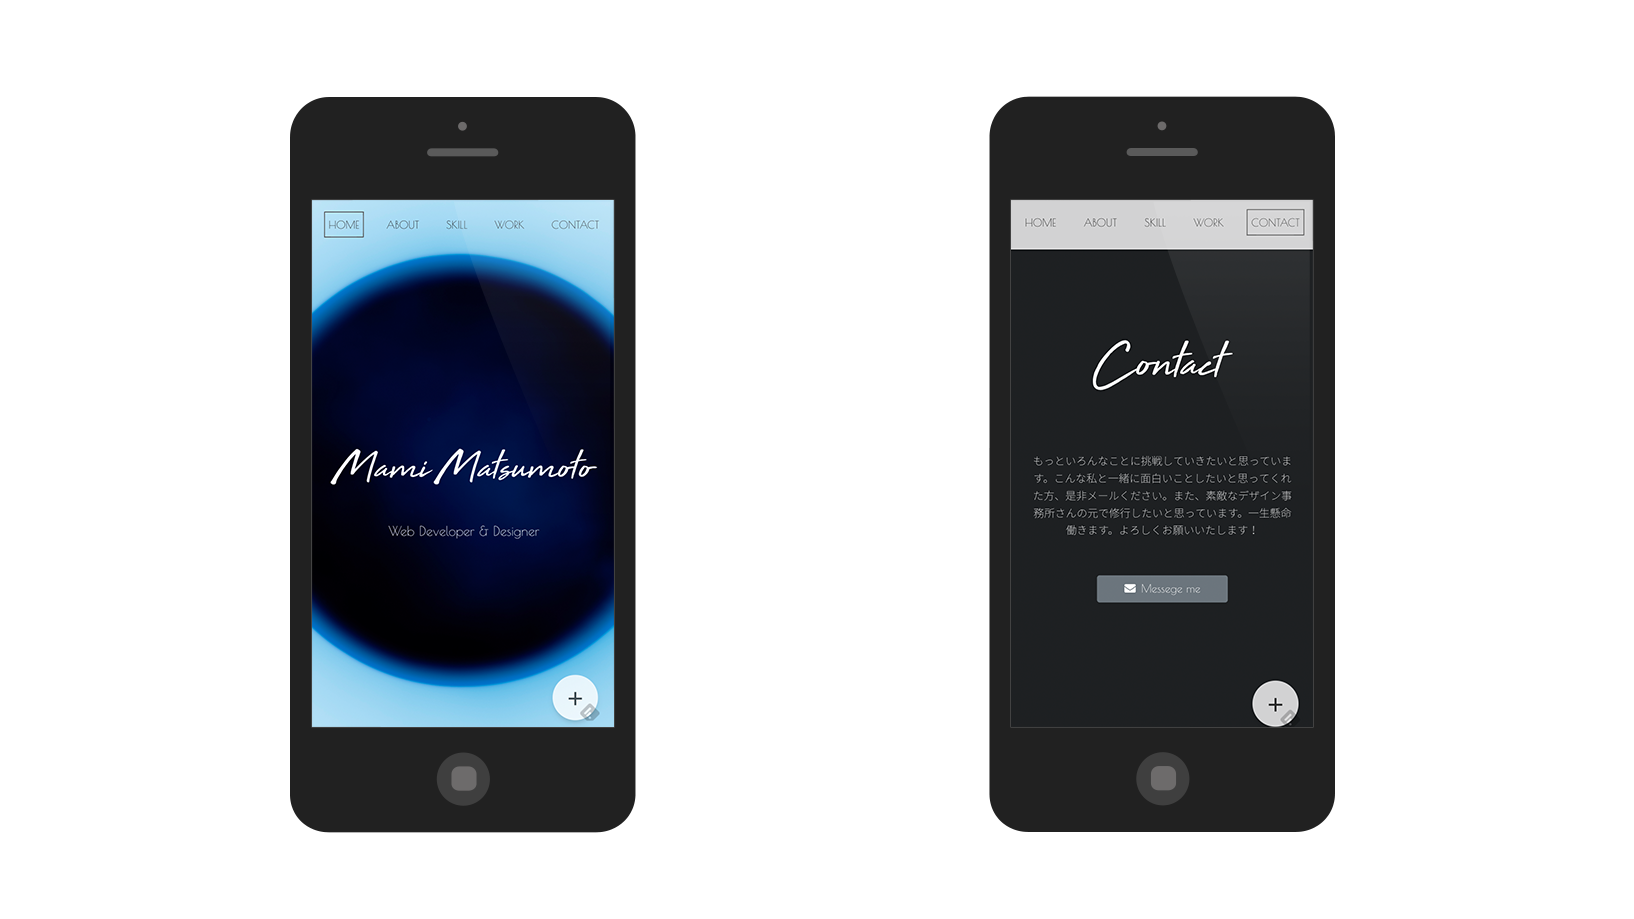 HOME ABOUT SKILL WORK CONTACT
Mami Matsumoto
Web Developer & Designer
HOME ABOUT SKILL WORK CONTACT
Contact
もっといろんなことに挑戦していきたいと思っていま
す。こんな私と一緒に面白いことしたいと思ってくれ
た方、是非メールください。また、素敵なデザイン事
務所さんの元で修行したいと思っています。一生懸命
働きます。よろしくお願いいたします！
Messege me